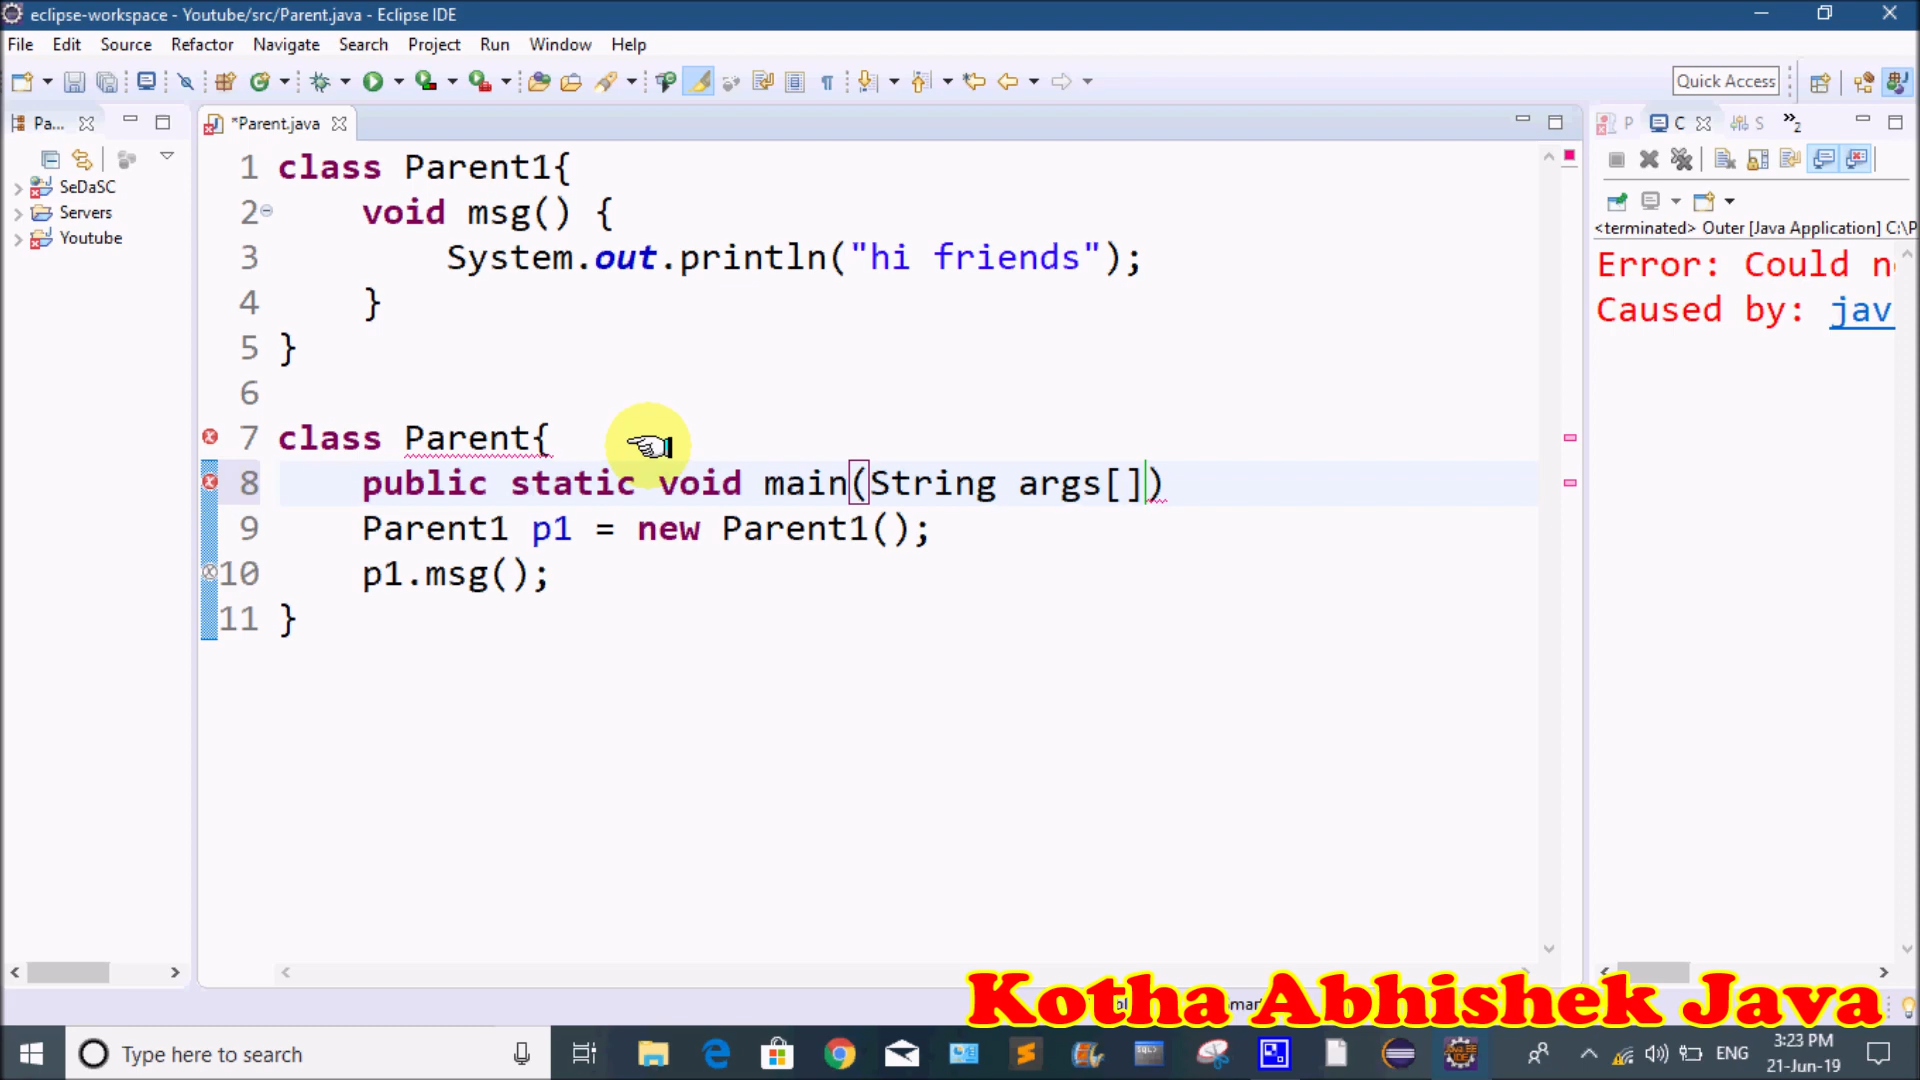 eclipse-workspace - Youtube/src/Parent.java - Eclipse IDE
File Edit Source Refactor Navigate Search Project Run Window Help
Quick Access
Pa...
*Parent.java
P C S »2
SeDaSC
Servers
Youtube
1 class Parent1{
2 void msg() {
3 System.out.println("hi friends");
4 }
5 }
6
7 class Parent{
8 public static void main(String args[])
9 Parent1 p1 = new Parent1();
10 p1.msg();
11 }
<terminated> Outer [Java Application] C:\P
Error: Could n
Caused by: jav
Kotha Abhishek Java
Type here to search
ENG
3:23 PM
21-Jun-19